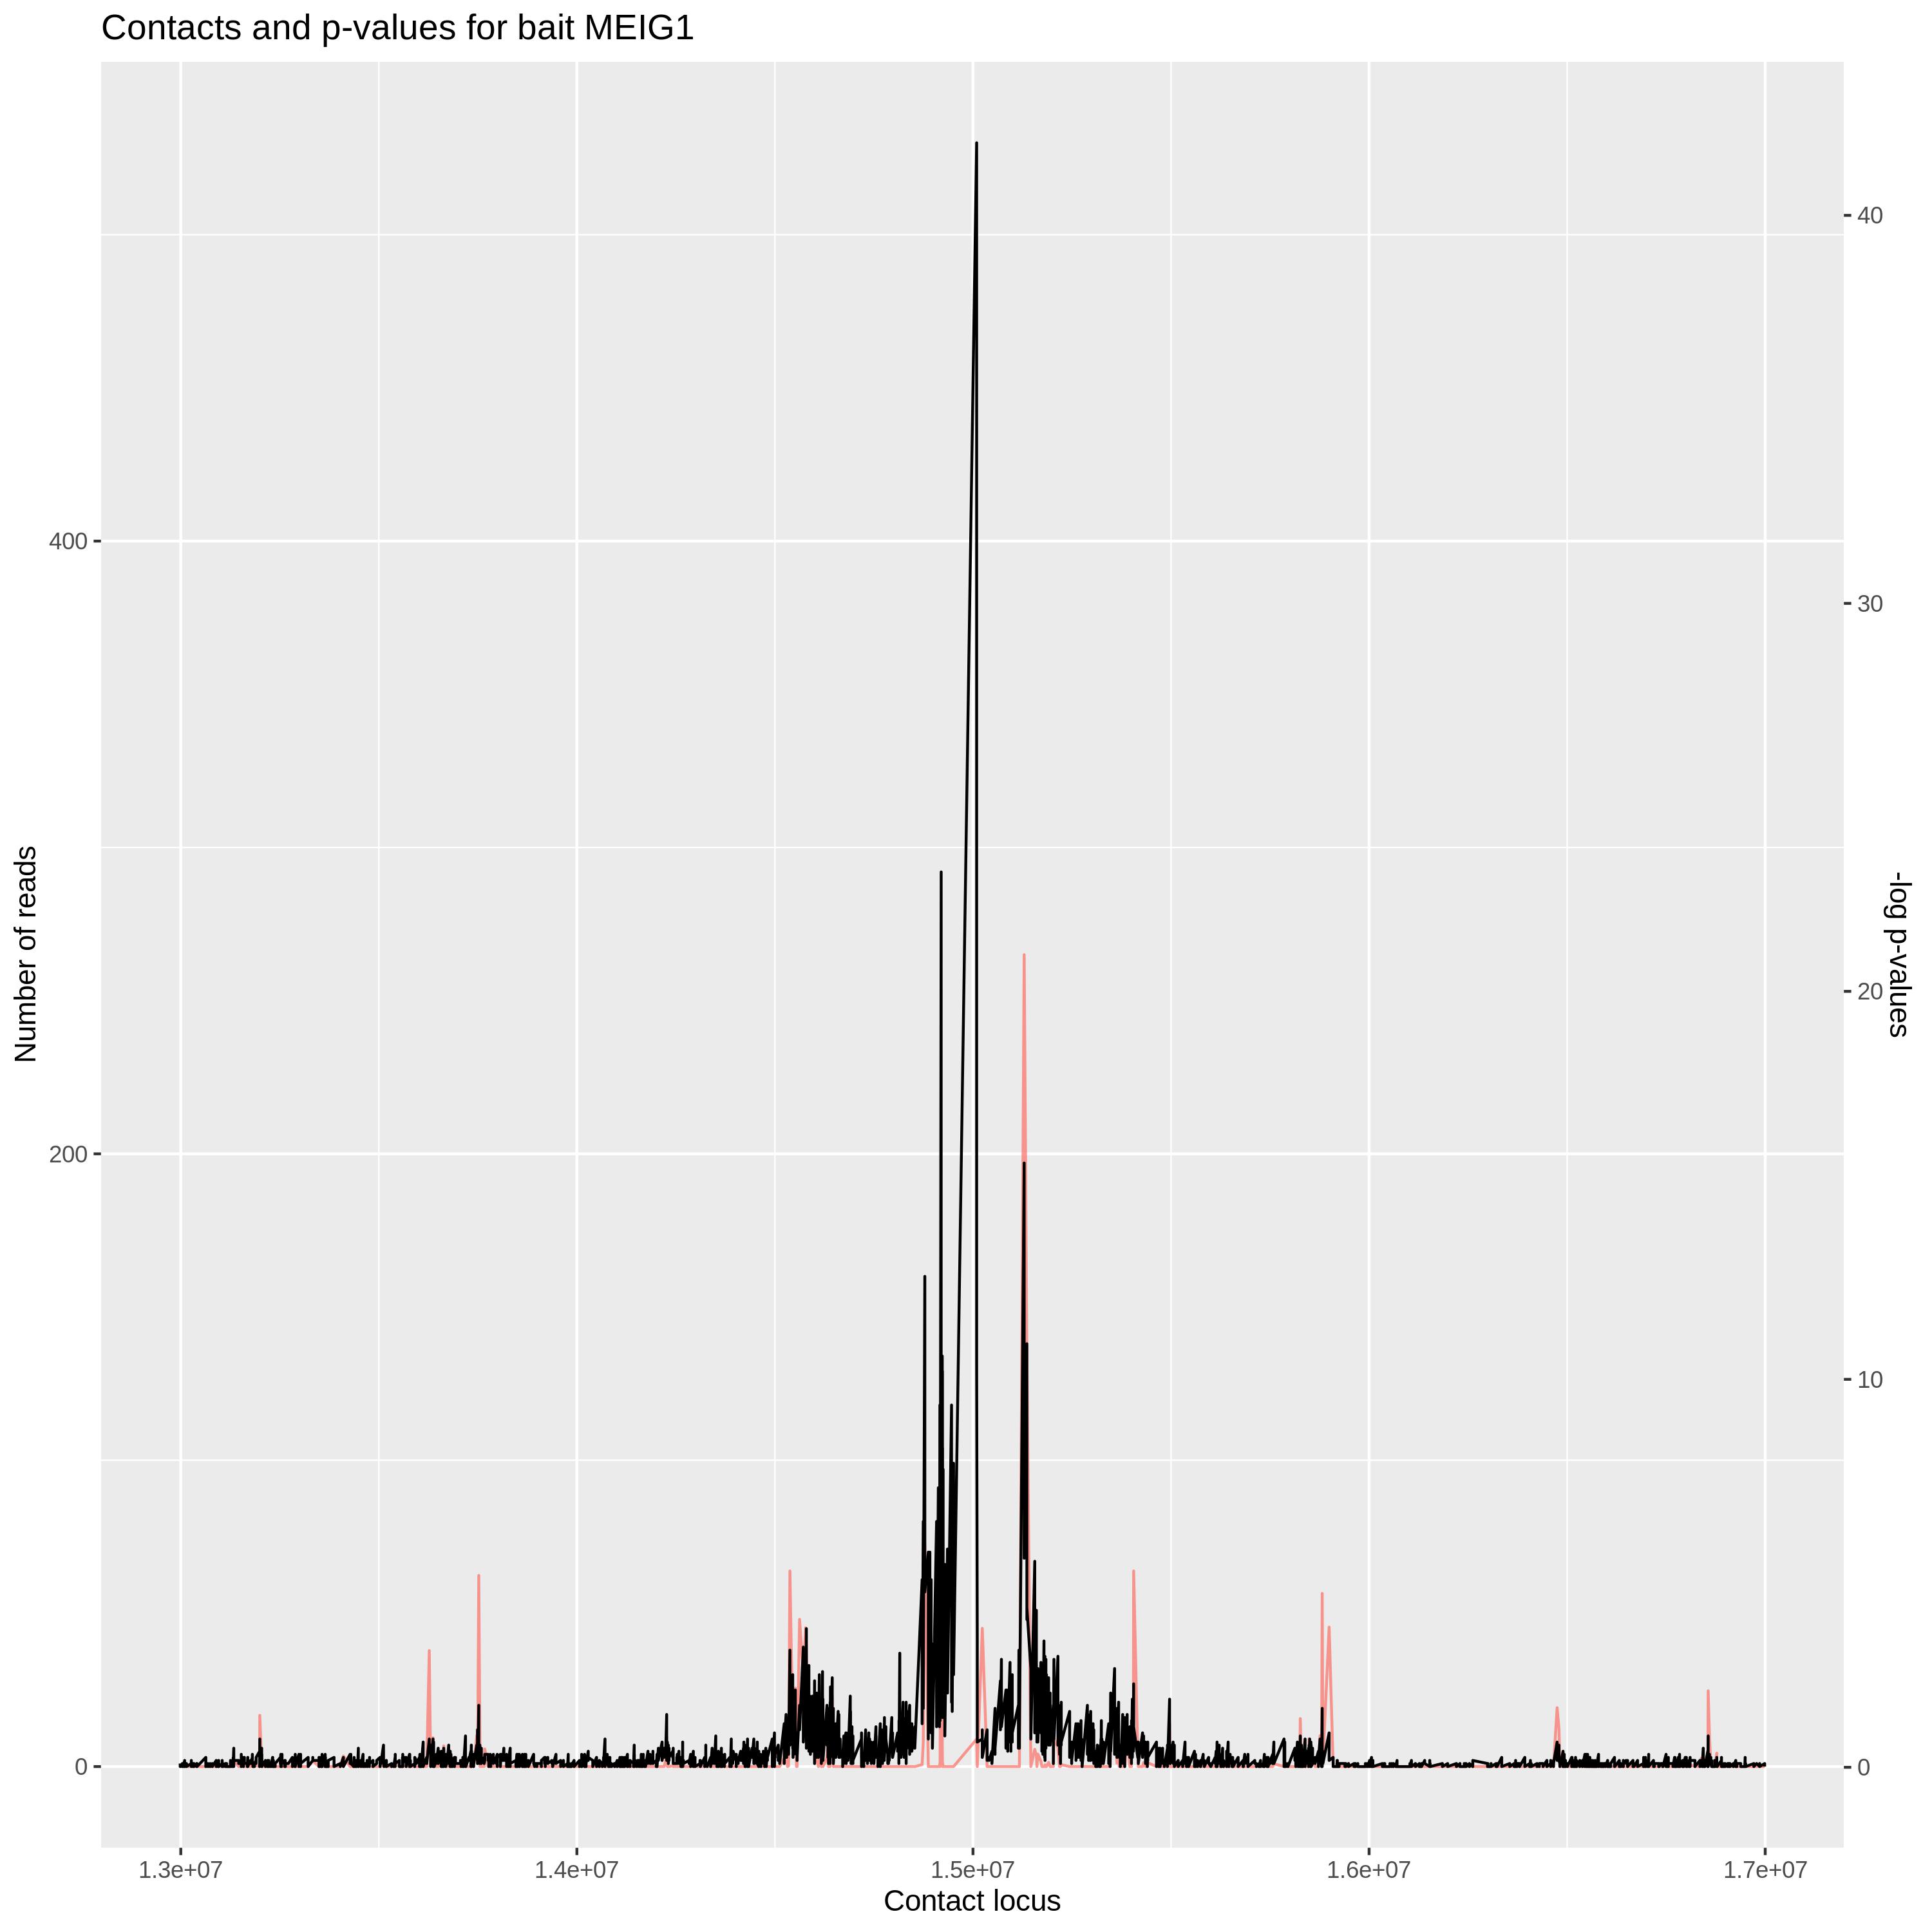 Contacts and p-values for bait MEIG1
Number of reads
400
200
0
40
30
20
10
0
-log p-values
1.3e+07
1.4e+07
1.5e+07
1.6e+07
1.7e+07
Contact locus